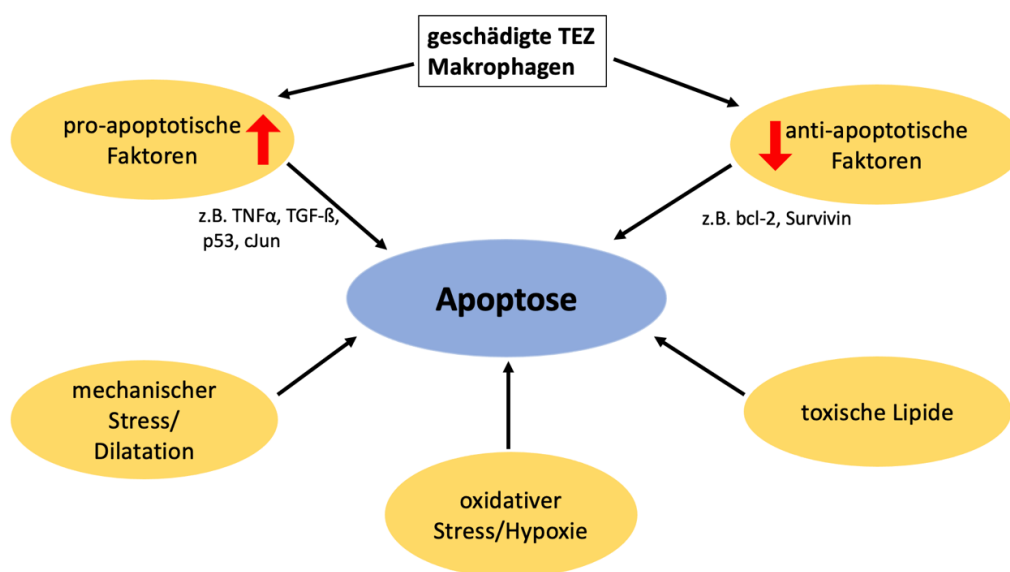 geschädigte TEZ
Makrophagen
pro-apoptotische
Faktoren
anti-apoptotische
Faktoren
z.B. TNFα, TGF-ß,
p53, cJun
z.B. bcl-2, Survivin
Apoptose
mechanischer
Stress/
Dilatation
toxische Lipide
oxidativer
Stress/Hypoxie